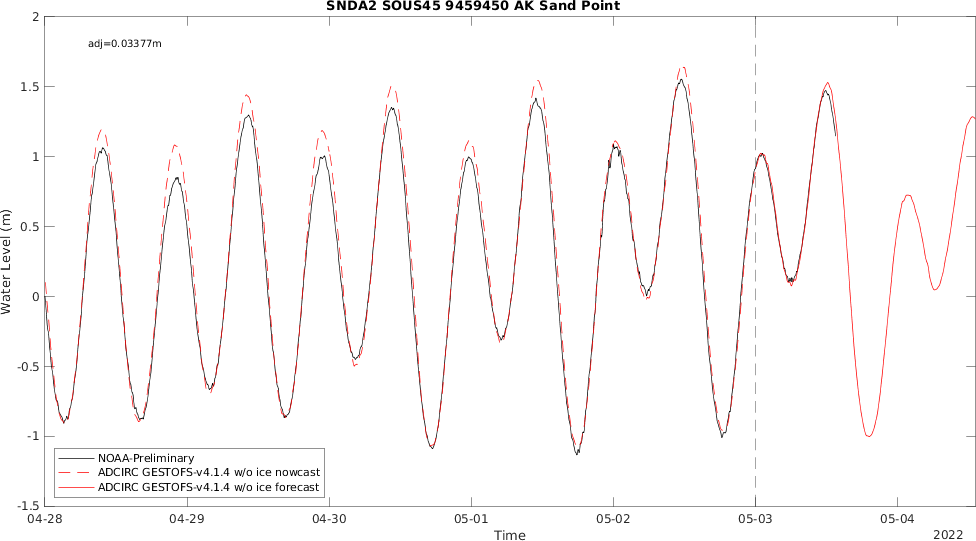 SNDA2 SOUS45 9459450 AK Sand Point
adj=0.03377m
Water Level (m)
2
1.5
1
0.5
0
-0.5
-1
-1.5
NOAA-Preliminary
ADCIRC GESTOFS-v4.1.4 w/o ice nowcast
ADCIRC GESTOFS-v4.1.4 w/o ice forecast
04-28 04-29 04-30 05-01 05-02 05-03 05-04
Time
2022